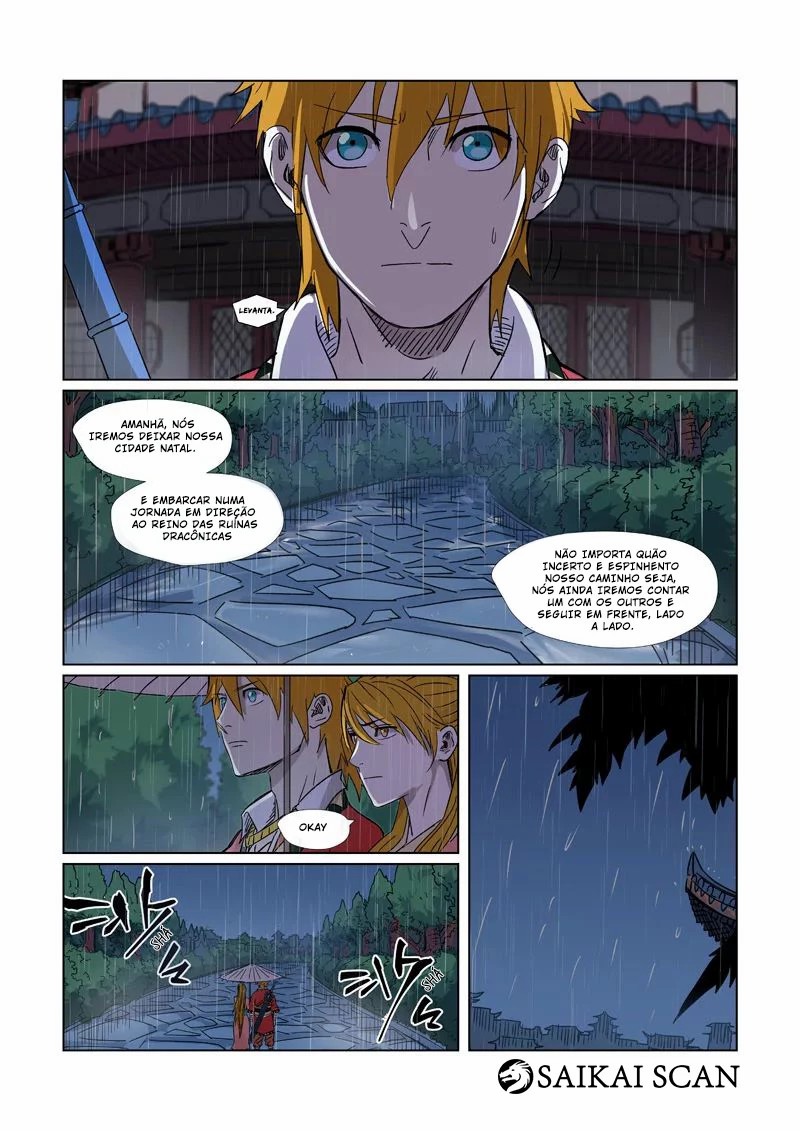 LEVANTA.
AMANHÃ, NÓS
IREMOS DEIXAR NOSSA
CIDADE NATAL.
E EMBARCAR NUMA
JORNADA EM DIREÇÃO
AO REINO DAS RUÍNAS
DRACÔNICAS
NÃO IMPORTA QUÃO
INCERTO E ESPINHENTO
NOSSO CAMINHO SEJA,
NÓS AINDA IREMOS CONTAR
UM COM OS OUTROS E
SEGUIR EM FRENTE, LADO
A LADO.
OKAY
SHÁ
SHÁ
SAIKAI SCAN